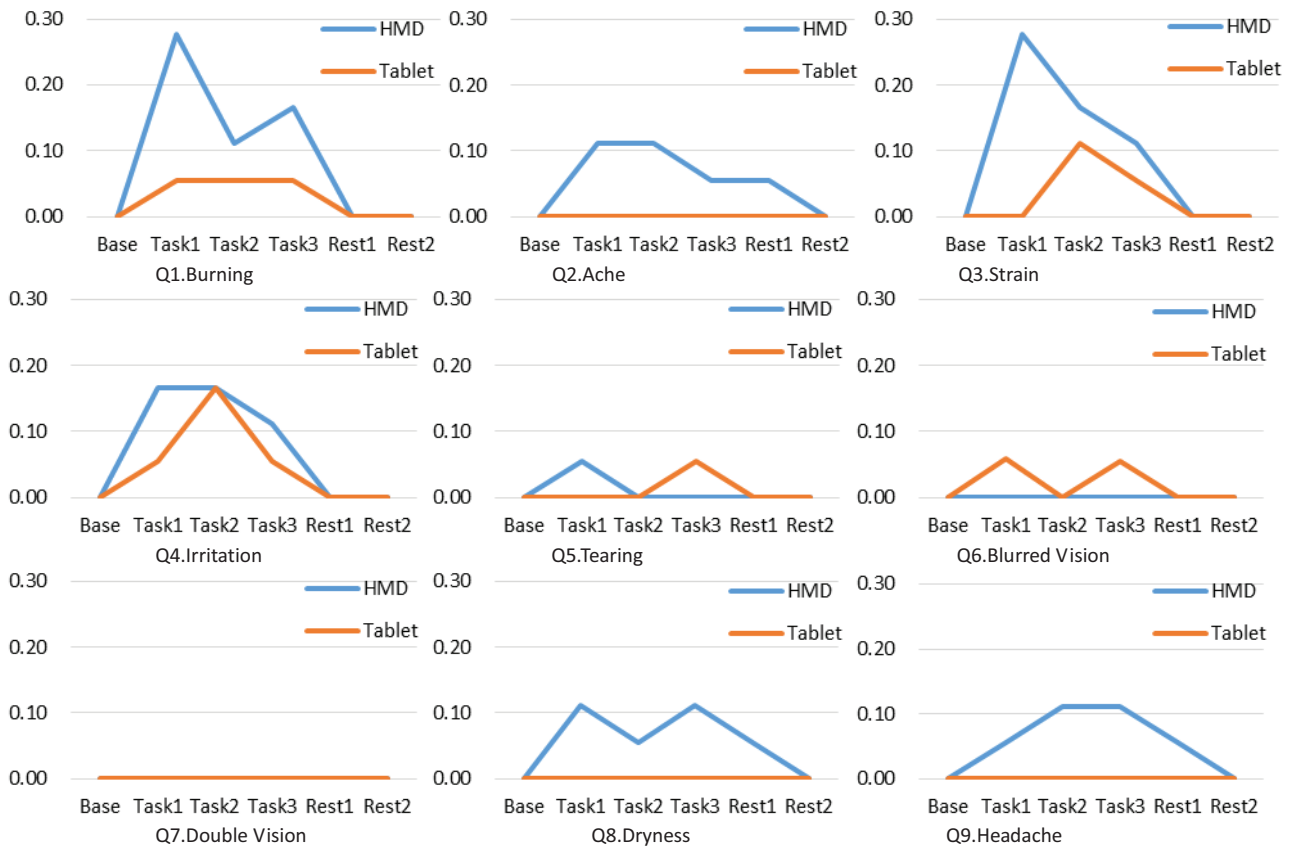 0.30
HMD
Tablet
0.20
0.10
0.00
Base Task1 Task2 Task3 Rest1 Rest2
Q1.Burning
0.30
HMD
Tablet
0.20
0.10
0.00
Base Task1 Task2 Task3 Rest1 Rest2
Q2.Ache
0.30
HMD
Tablet
0.20
0.10
0.00
Base Task1 Task2 Task3 Rest1 Rest2
Q3.Strain
0.30
HMD
Tablet
0.20
0.10
0.00
Base Task1 Task2 Task3 Rest1 Rest2
Q4.Irritation
0.30
HMD
Tablet
0.20
0.10
0.00
Base Task1 Task2 Task3 Rest1 Rest2
Q5.Tearing
0.30
HMD
Tablet
0.20
0.10
0.00
Base Task1 Task2 Task3 Rest1 Rest2
Q6.Blurred Vision
0.30
HMD
Tablet
0.20
0.10
0.00
Base Task1 Task2 Task3 Rest1 Rest2
Q7.Double Vision
0.30
HMD
Tablet
0.20
0.10
0.00
Base Task1 Task2 Task3 Rest1 Rest2
Q8.Dryness
0.30
HMD
Tablet
0.20
0.10
0.00
Base Task1 Task2 Task3 Rest1 Rest2
Q9.Headache